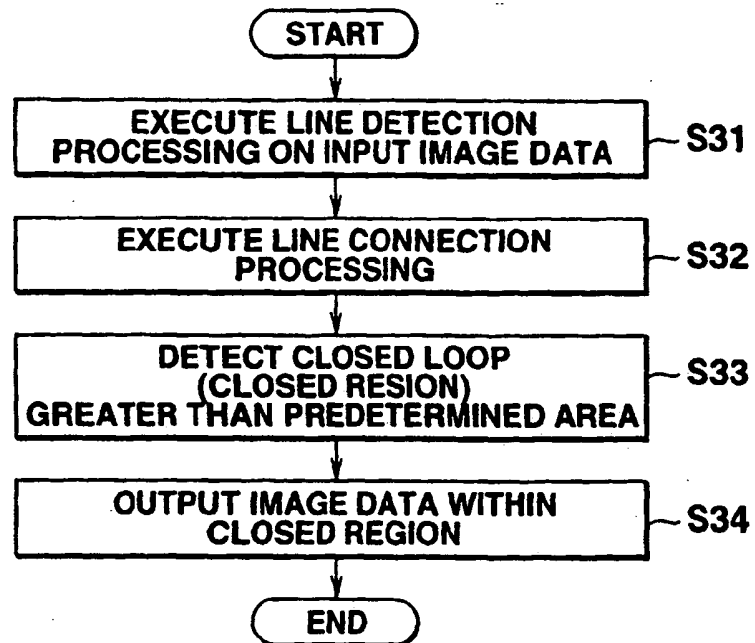 START
EXECUTE LINE DETECTION
PROCESSING ON INPUT IMAGE DATA
S31
EXECUTE LINE CONNECTION
PROCESSING
S32
DETECT CLOSED LOOP
(CLOSED RESION)
GREATER THAN PREDETERMINED AREA
S33
OUTPUT IMAGE DATA WITHIN
CLOSED REGION
S34
END